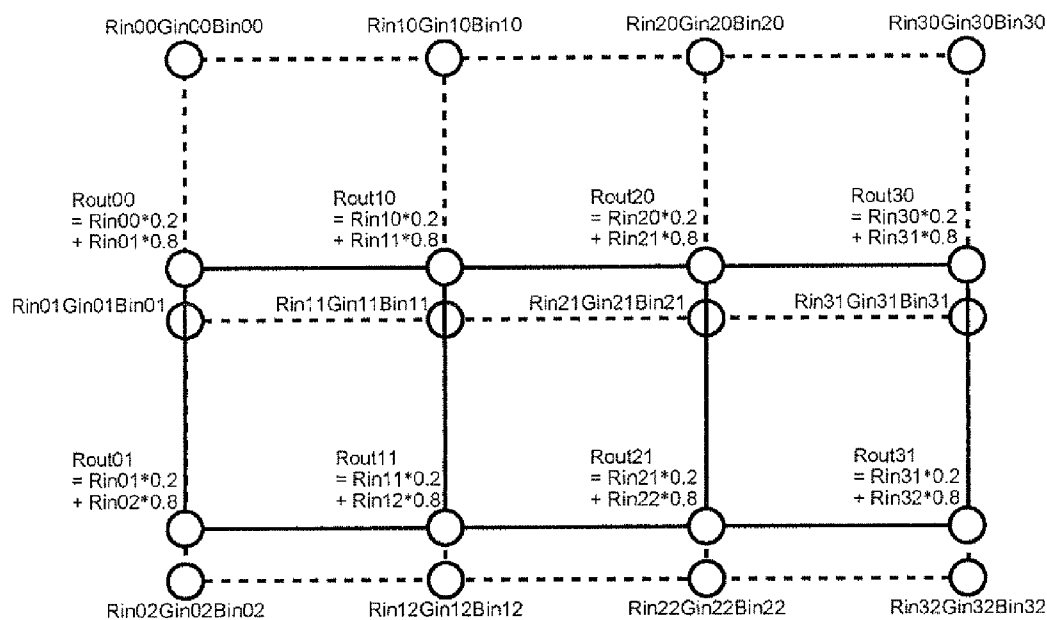 Rin00Gin00Bin00
Rin10Gin10Bin10
Rin20Gin20Bin20
Rin30Gin30Bin30
Rout00
= Rin00*0.2
+ Rin01*0.8
Rout10
= Rin10*0.2
+ Rin11*0.8
Rout20
= Rin20*0.2
+ Rin21*0.8
Rout30
= Rin30*0.2
+ Rin31*0.8
Rin01Gin01Bin01
Rin11Gin11Bin11
Rin21Gin21Bin21
Rin31Gin31Bin31
Rout01
= Rin01*0.2
+ Rin02*0.8
Rout11
= Rin11*0.2
+ Rin12*0.8
Rout21
= Rin21*0.2
+ Rin22*0.8
Rout31
= Rin31*0.2
+ Rin32*0.8
Rin02Gin02Bin02
Rin12Gin12Bin12
Rin22Gin22Bin22
Rin32Gin32Bin32